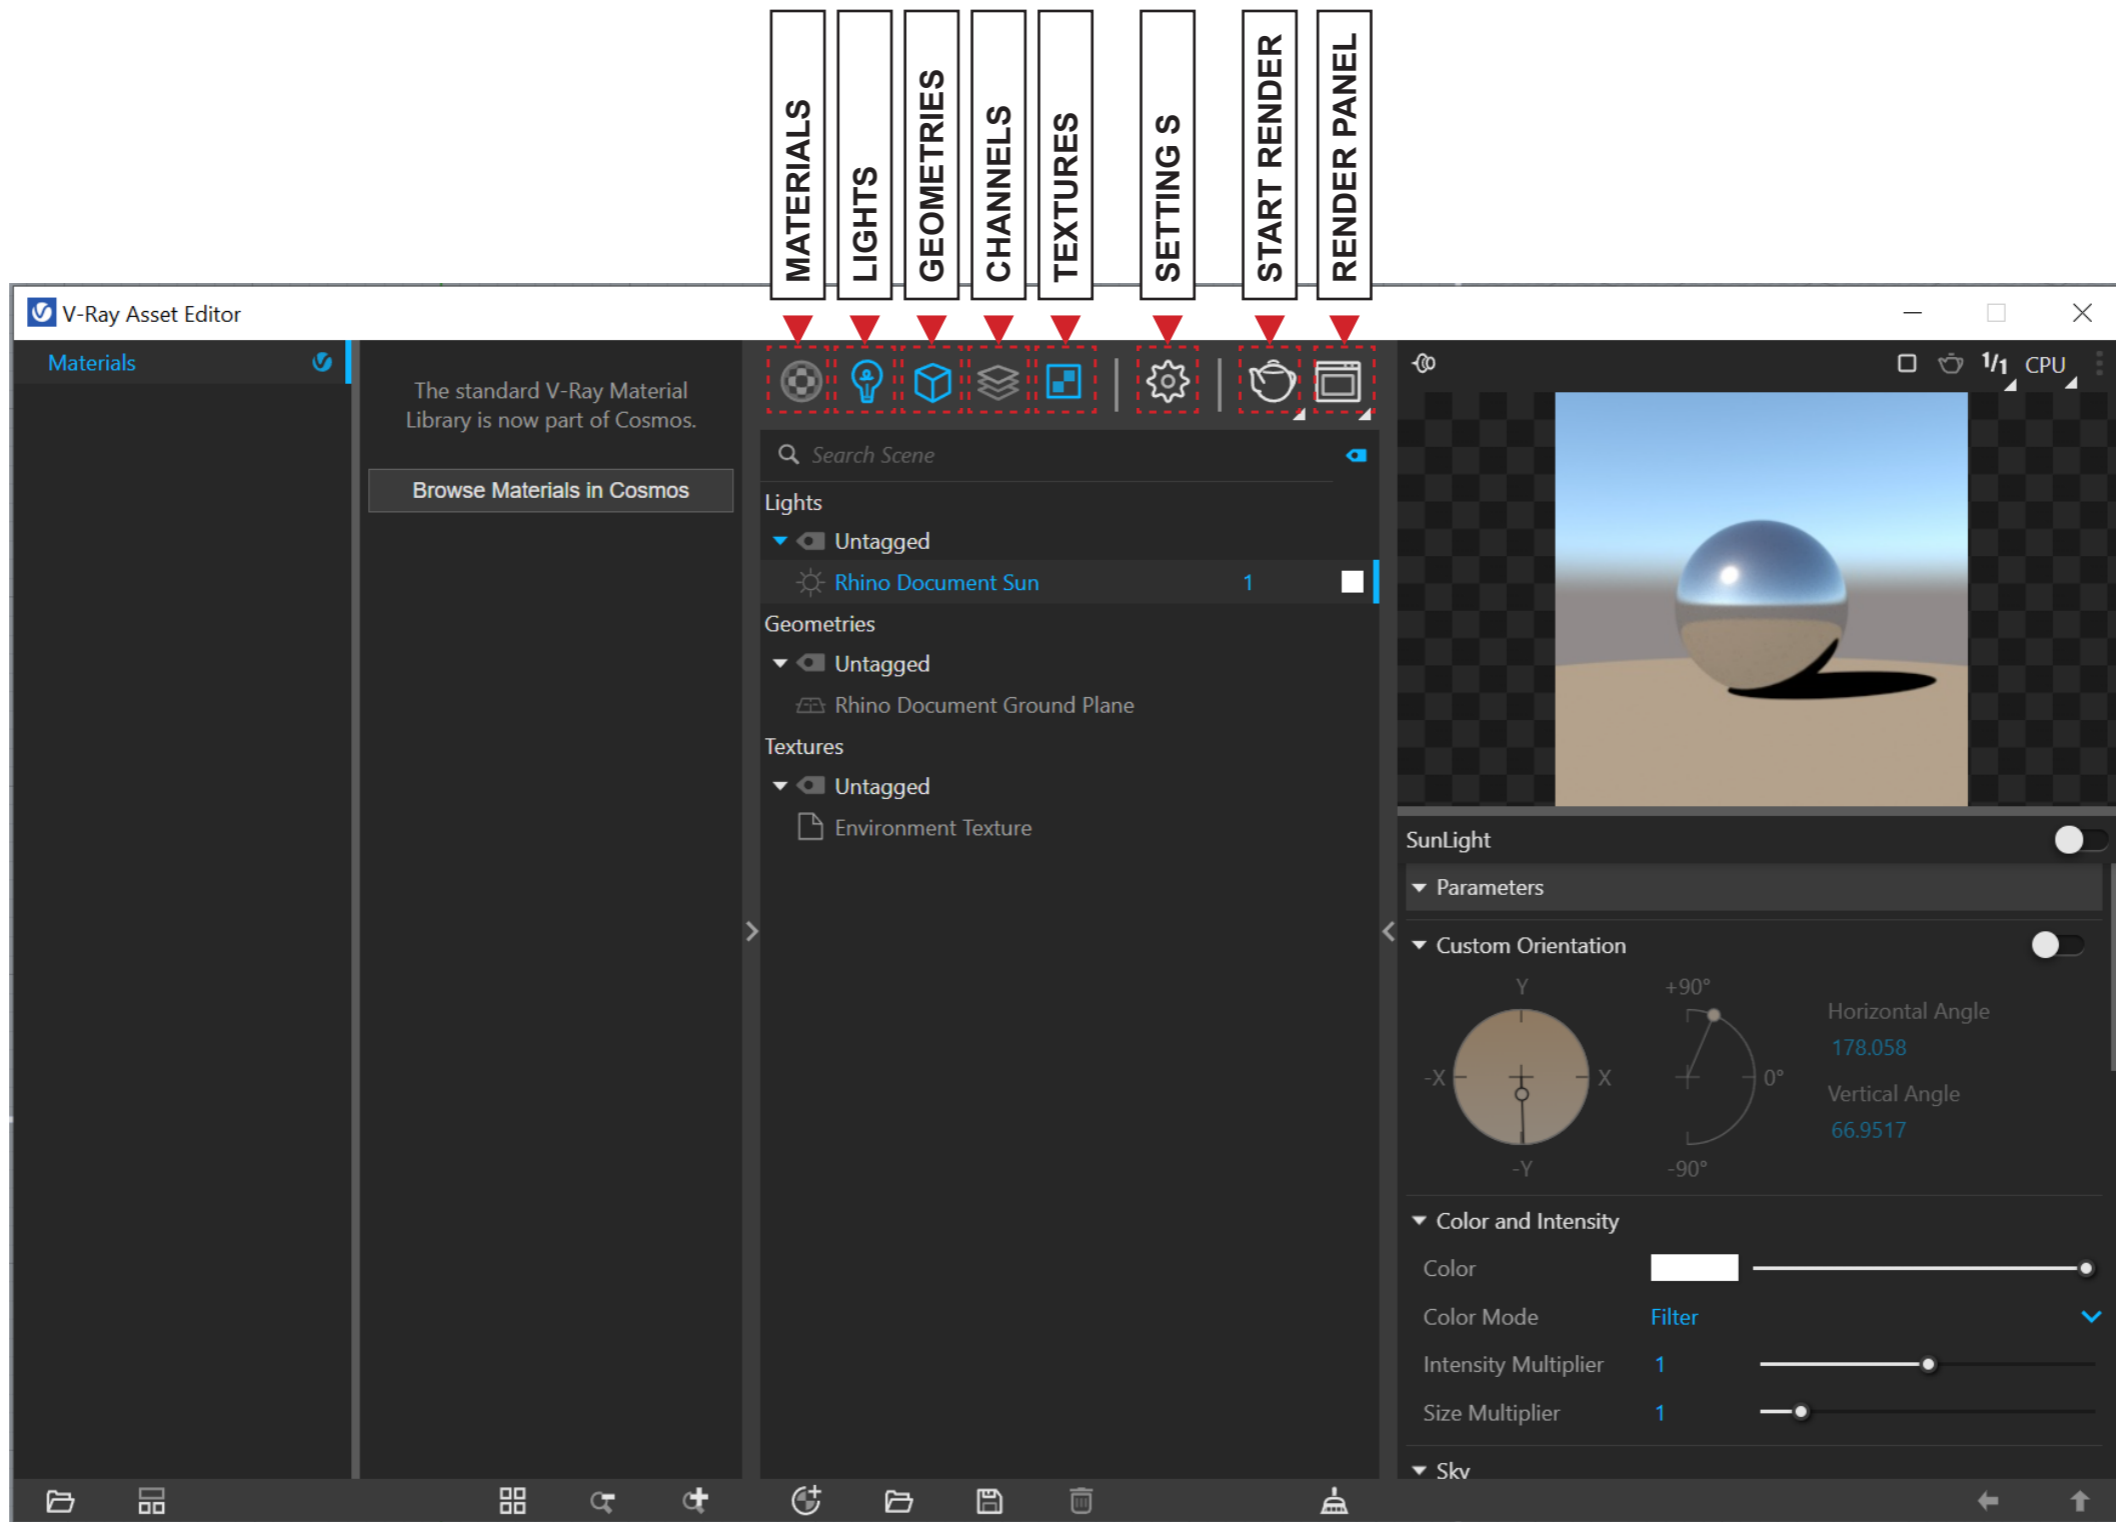 MATERIALS
LIGHTS
GEOMETRIES
CHANNELS
TEXTURES
SETTING S
START RENDER
RENDER PANEL
V-Ray Asset Editor
Materials
The standard V-Ray Material
Library is now part of Cosmos.
Browse Materials in Cosmos
Search Scene
Lights
Untagged
Rhino Document Sun 1
Geometries
Untagged
Rhino Document Ground Plane
Textures
Untagged
Environment Texture
1/1 CPU
SunLight
Parameters
Custom Orientation
Y
-X
X
-Y
+90°
0°
-90°
Horizontal Angle
178.058
Vertical Angle
66.9517
Color and Intensity
Color
Color Mode Filter
Intensity Multiplier 1
Size Multiplier 1
Sky